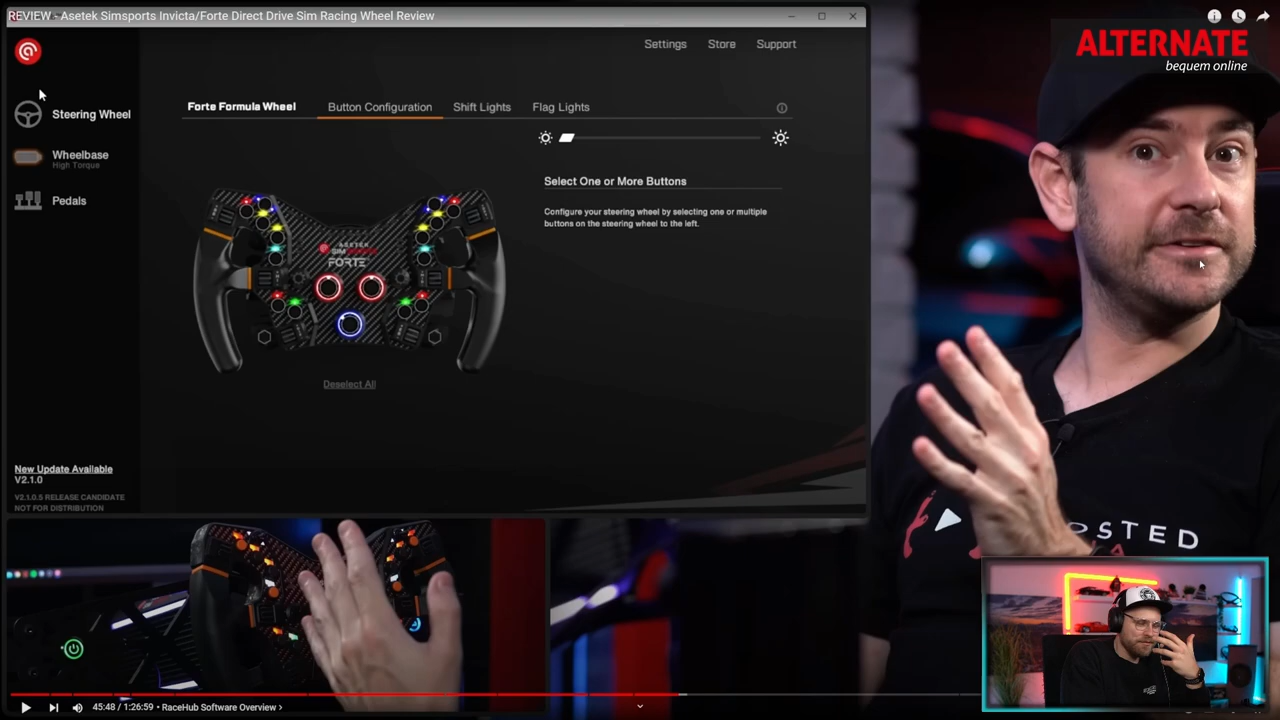 REVIEW - Asetek Simsports Invicta/Forte Direct Drive Sim Racing Wheel Review
ALTERNATE
bequem online
Settings
Store
Support
Steering Wheel
Wheelbase
High Torque
Pedals
Forte Formula Wheel
Button Configuration
Shift Lights
Flag Lights
Select One or More Buttons
Configure your steering wheel by selecting one or multiple
buttons on the steering wheel to the left.
ASETEK
SIMSPORTS
FORTE
Deselect All
New Update Available
V2.1.0
V2.1.0.5 RELEASE CANDIDATE
NOT FOR DISTRIBUTION
45:48 / 1:26:59 • RaceHub Software Overview >